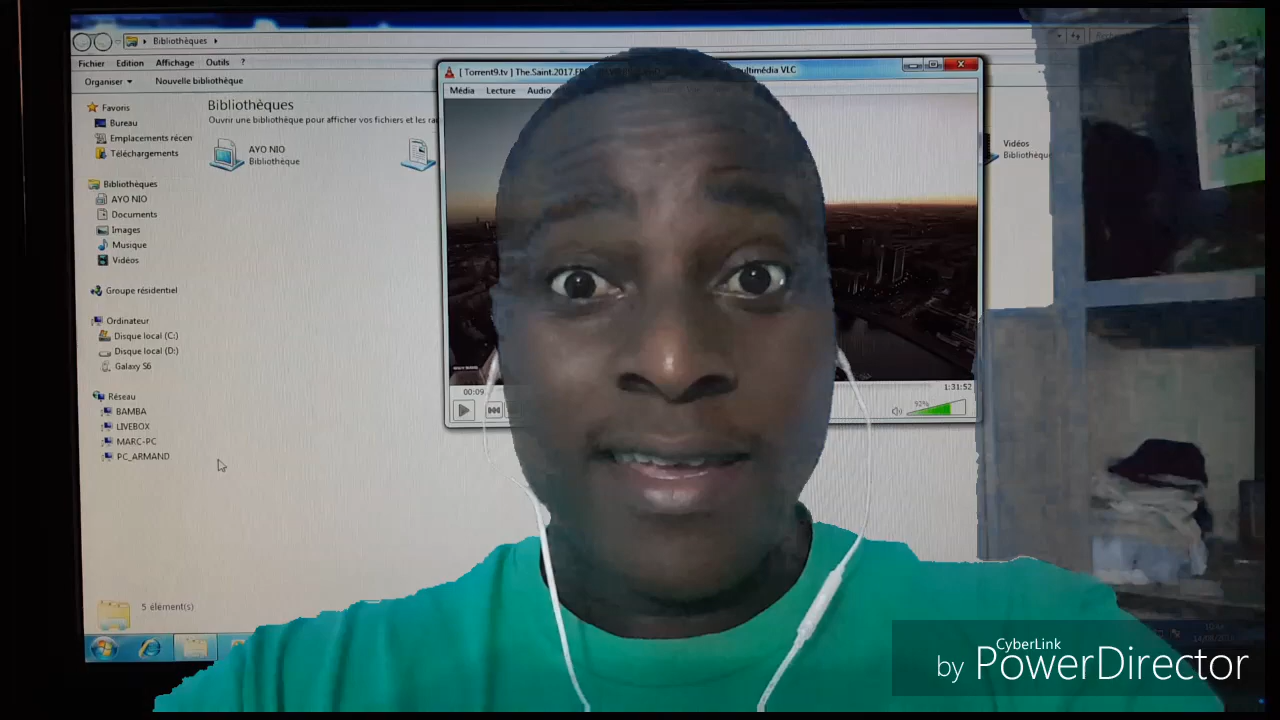 Bibliothèques
Fichier Edition Affichage Outils ?
Organiser Nouvelle bibliothèque
Favoris
Bureau
Emplacements récen
Téléchargements
Bibliothèques
AYO NIO
Documents
Images
Musique
Vidéos
Groupe résidentiel
Ordinateur
Disque local (C:)
Disque local (D:)
Galaxy S6
Réseau
BAMBA
LIVEBOX
MARC-PC
PC_ARMAND
Bibliothèques
Ouvrir une bibliothèque pour afficher vos fichiers et les
AYO NIO
Bibliothèque
[ Torrent9.tv ] The.Saint.2017.
ultimédia VLC
Média Lecture Audio
00:09
1:31:52
92%
Vidéos
Bibliothèque
5 élément(s)
by CyberLink PowerDirector